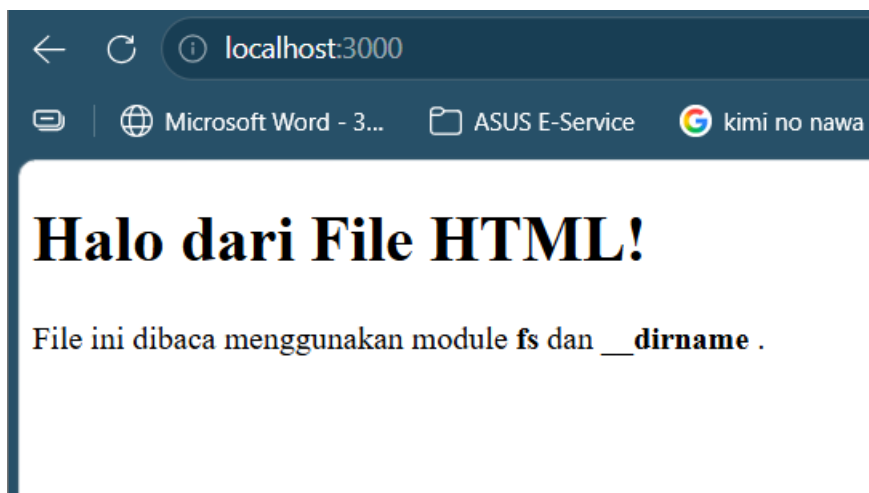 localhost:3000
Microsoft Word - 3... ASUS E-Service kimi no nawa
Halo dari File HTML!
File ini dibaca menggunakan module fs dan __dirname .